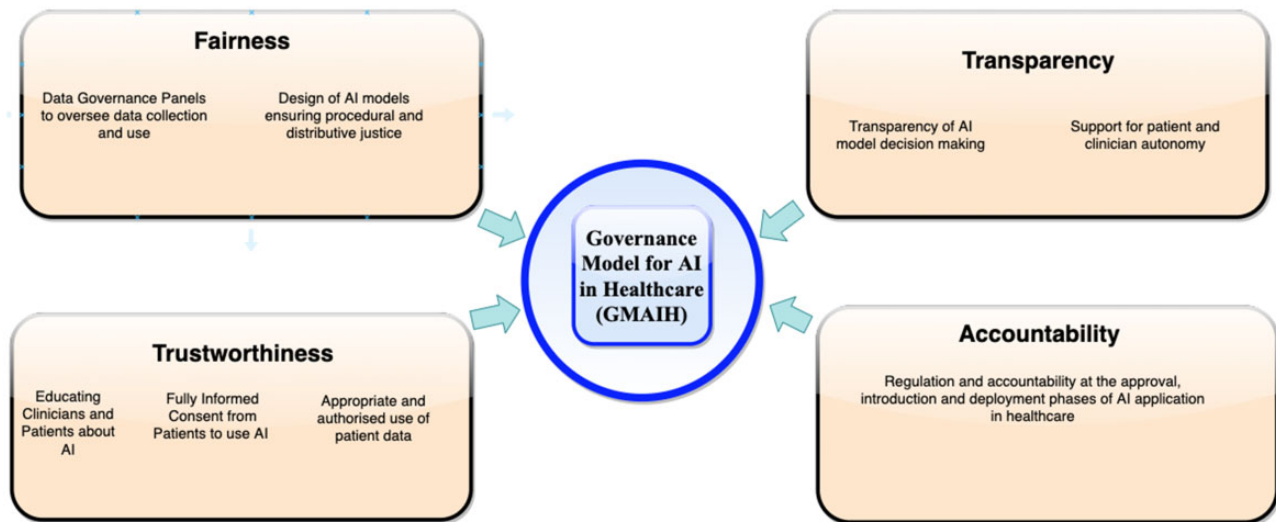 Fairness
Data Governance Panels
to oversee data collection
and use
Design of AI models
ensuring procedural and
distributive justice
Transparency
Transparency of AI
model decision making
Support for patient and
clinician autonomy
Governance
Model for AI
in Healthcare
(GMAIH)
Trustworthiness
Educating
Clinicians and
Patients about
AI
Fully Informed
Consent from
Patients to use AI
Appropriate and
authorised use of
patient data
Accountability
Regulation and accountability at the approval,
introduction and deployment phases of AI application
in healthcare